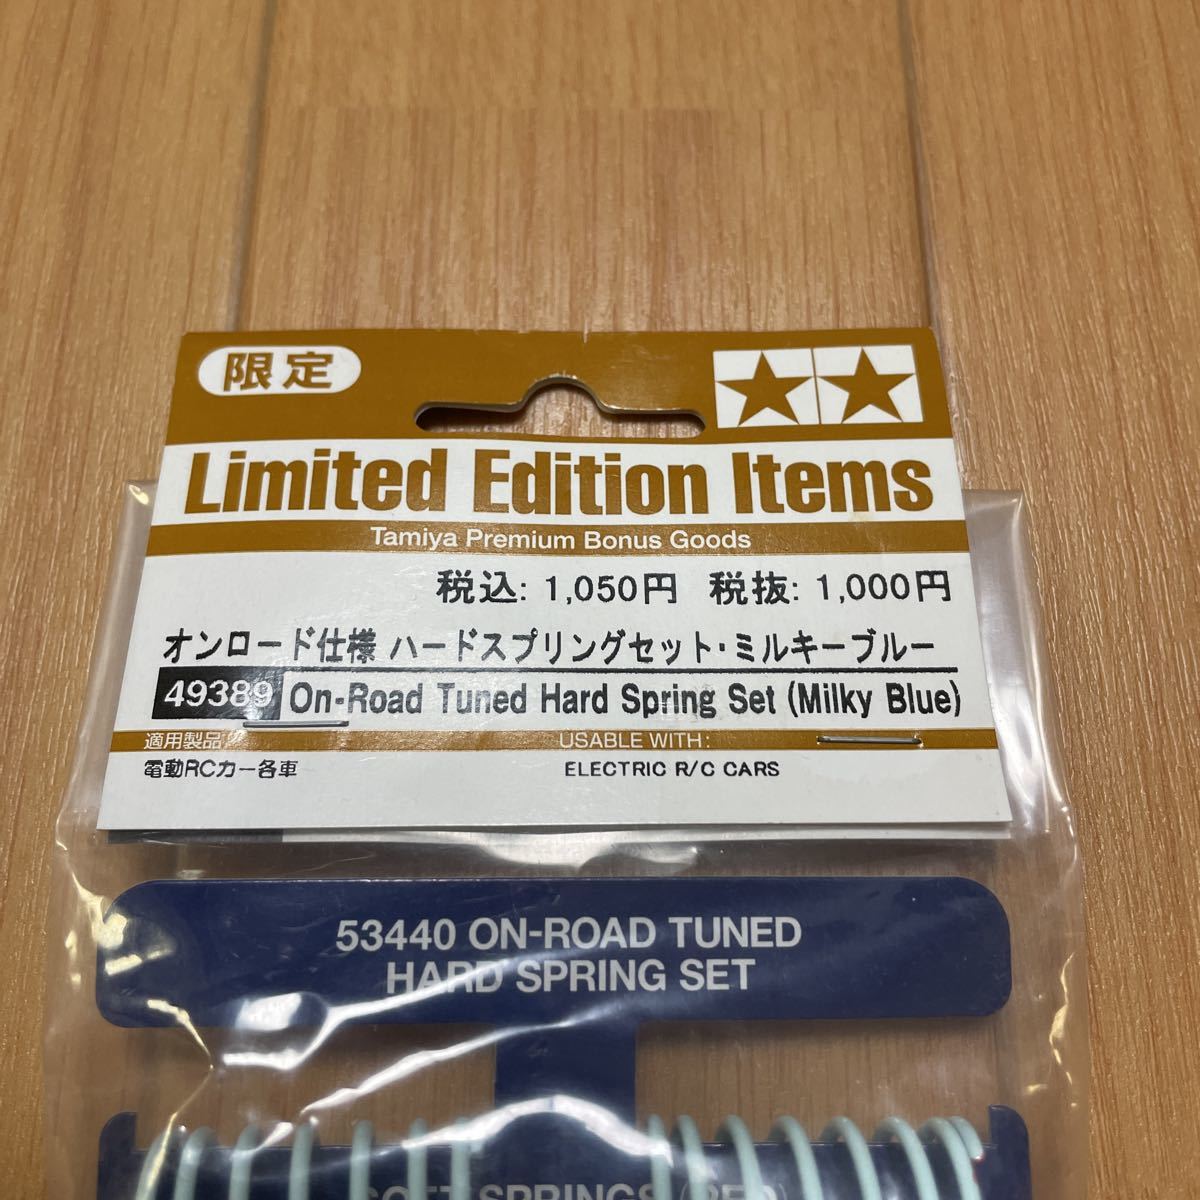 限定
Limited Edition Items
Tamiya Premium Bonus Goods
税込: 1,050円 税抜: 1,000円
オンロード仕様 ハードスプリングセット・ミルキーブルー
49389 On-Road Tuned Hard Spring Set (Milky Blue)
適用製品 USABLE WITH:
電動RCカー各車 ELECTRIC R/C CARS
53440 ON-ROAD TUNED
HARD SPRING SET
SOFT SPRINGS (RED)